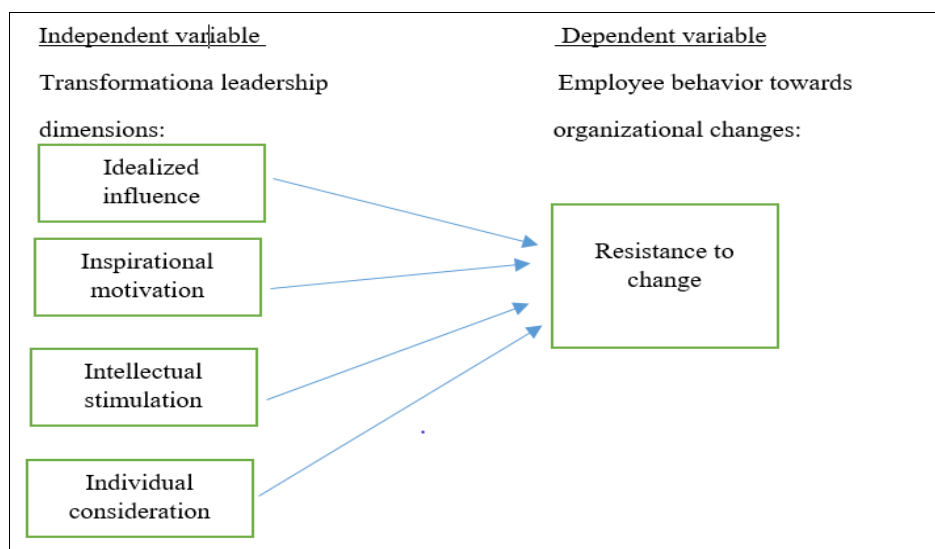 Independent variable
Transformationa leadership
dimensions:
Idealized
influence
Inspirational
motivation
Intellectual
stimulation
Individual
consideration
Dependent variable
Employee behavior towards
organizational changes:
Resistance to
change